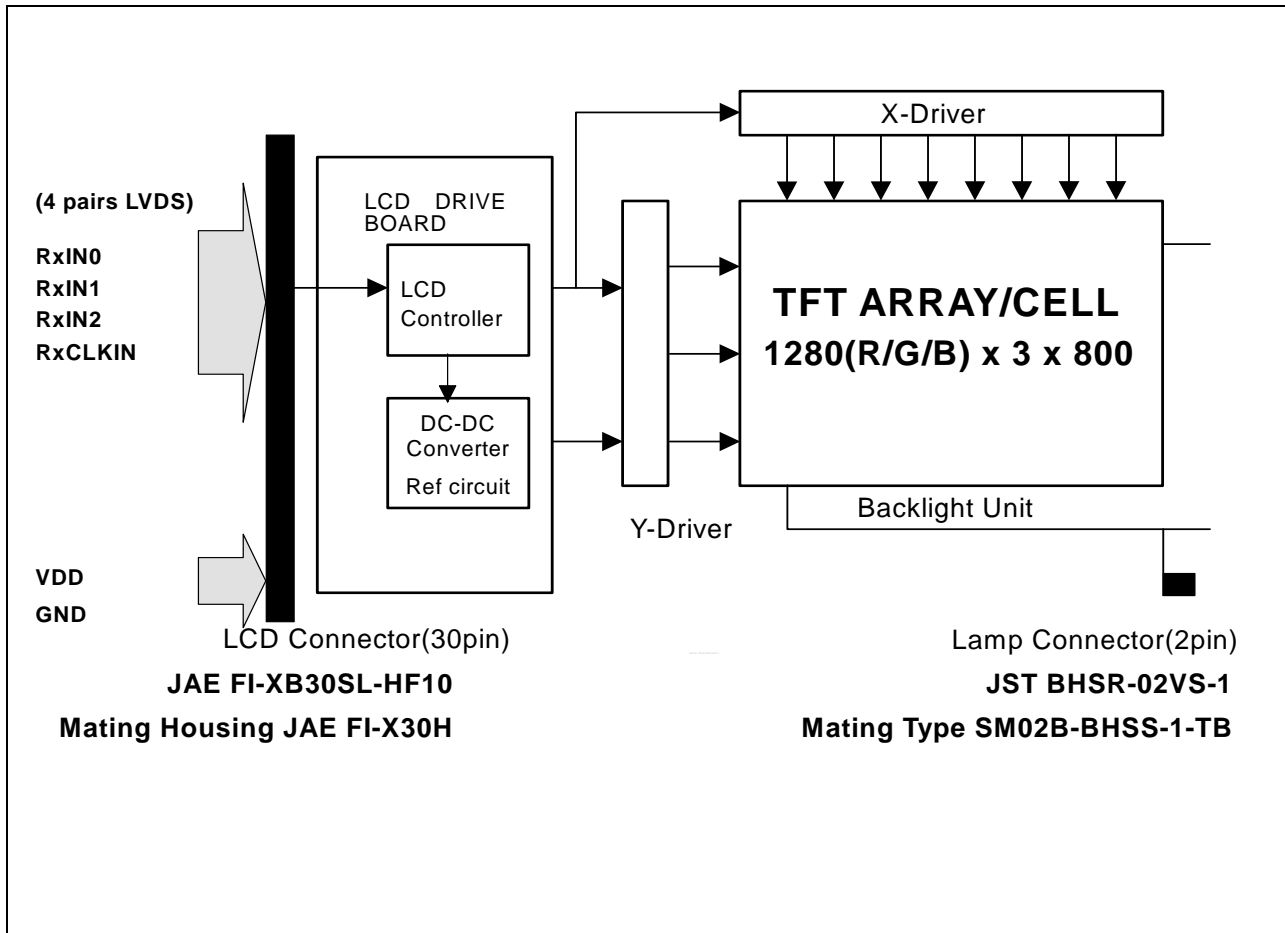 X-Driver
(4 pairs LVDS)
RxIN0
RxIN1
RxIN2
RxCLKIN
LCD DRIVE
BOARD
LCD
Controller
DC-DC
Converter
Ref circuit
TFT ARRAY/CELL
1280(R/G/B) x 3 x 800
Y-Driver
Backlight Unit
VDD
GND
LCD Connector(30pin)
JAE FI-XB30SL-HF10
Mating Housing JAE FI-X30H
Lamp Connector(2pin)
JST BHSR-02VS-1
Mating Type SM02B-BHSS-1-TB